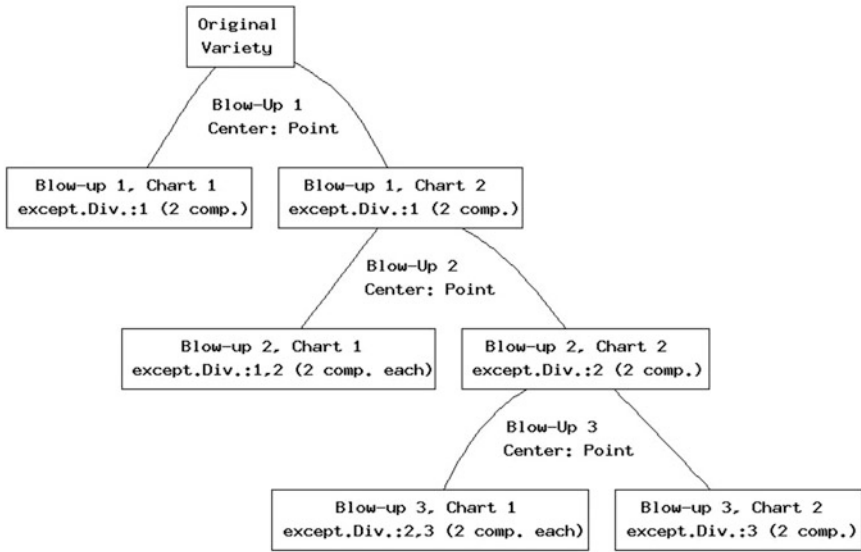 Original
Variety
Blow-Up 1
Center: Point
Blow-up 1, Chart 1
except.Div.:1 (2 comp.)
Blow-up 1, Chart 2
except.Div.:1 (2 comp.)
Blow-Up 2
Center: Point
Blow-up 2, Chart 1
except.Div.:1,2 (2 comp. each)
Blow-up 2, Chart 2
except.Div.:2 (2 comp.)
Blow-Up 3
Center: Point
Blow-up 3, Chart 1
except.Div.:2,3 (2 comp. each)
Blow-up 3, Chart 2
except.Div.:3 (2 comp.)